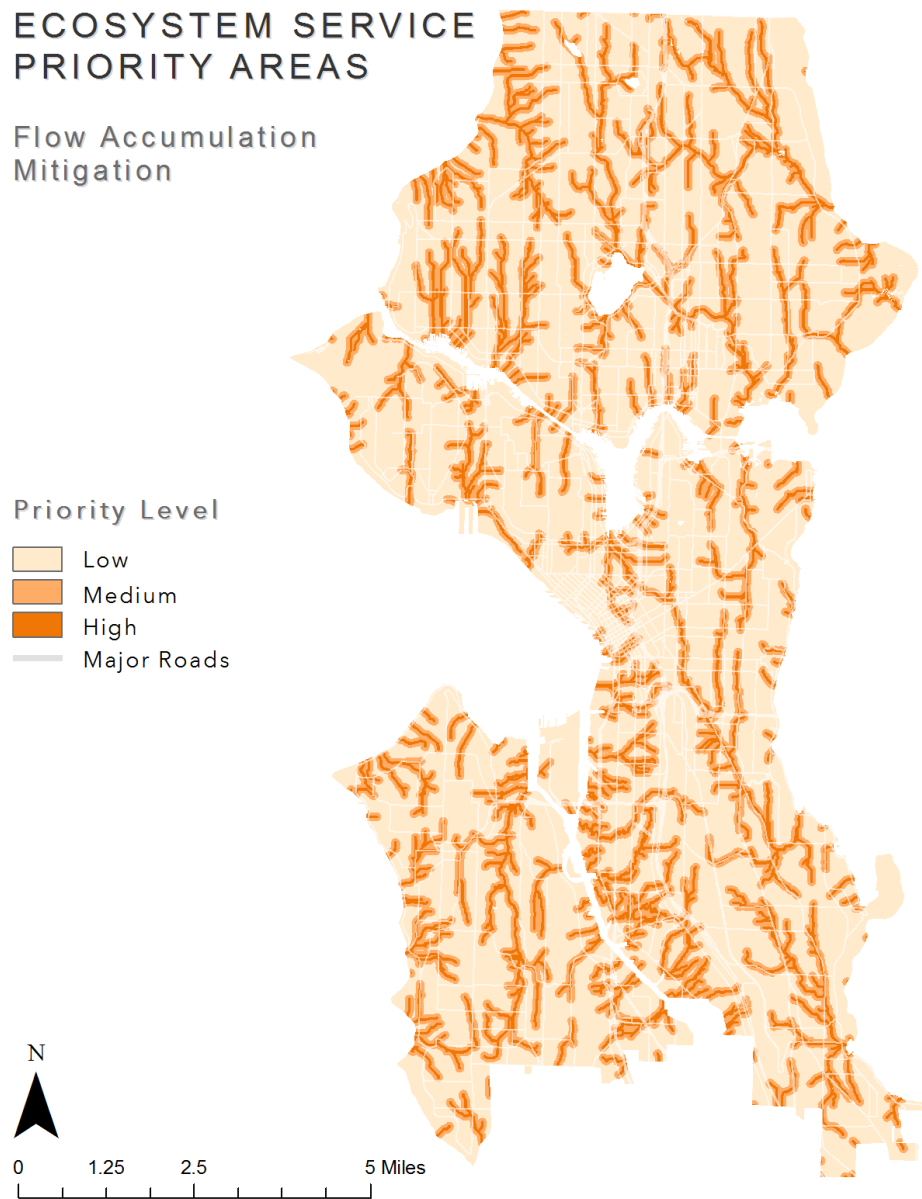 ECOSYSTEM SERVICE
PRIORITY AREAS
Flow Accumulation
Mitigation
Priority Level
Low
Medium
High
Major Roads
N
0 1.25 2.5 5 Miles